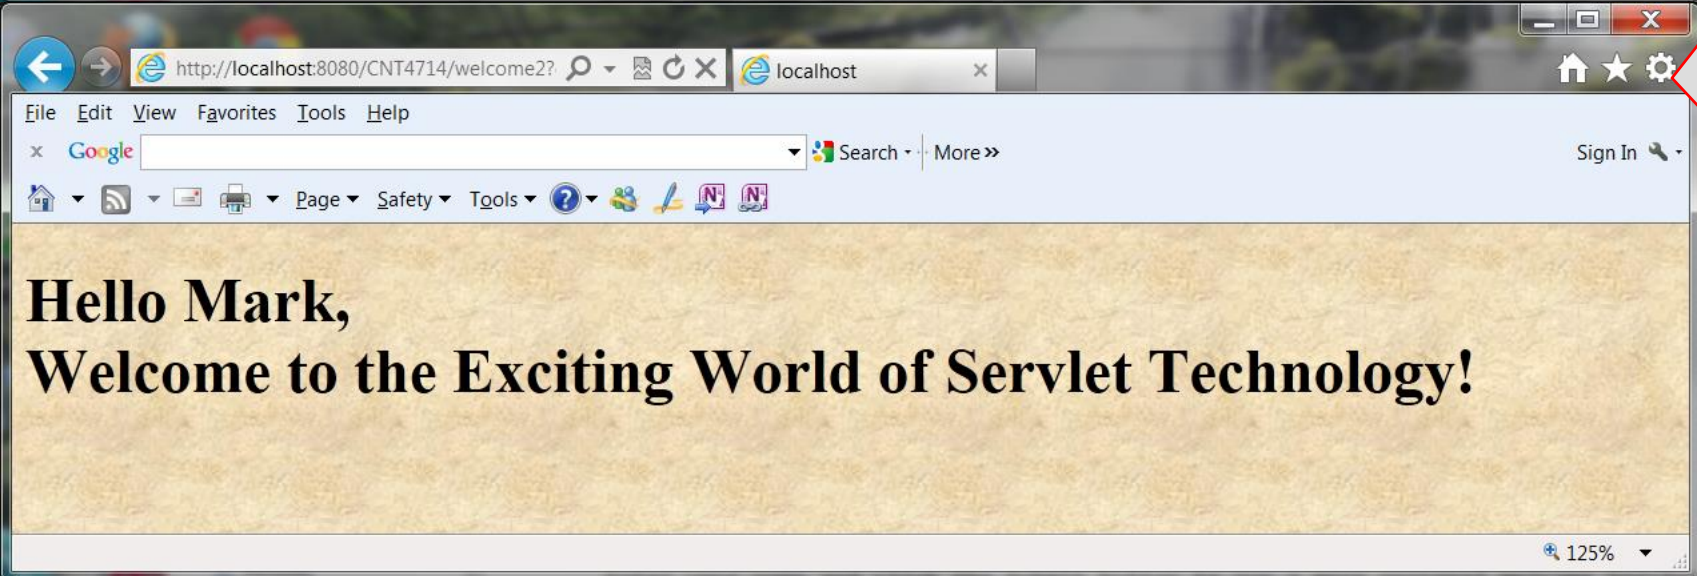 http://localhost:8080/CNT4714/welcome2? localhost
File Edit View Favorites Tools Help
x Google Search More » Sign In
Page Safety Tools
Hello Mark,
Welcome to the Exciting World of Servlet Technology!
125%